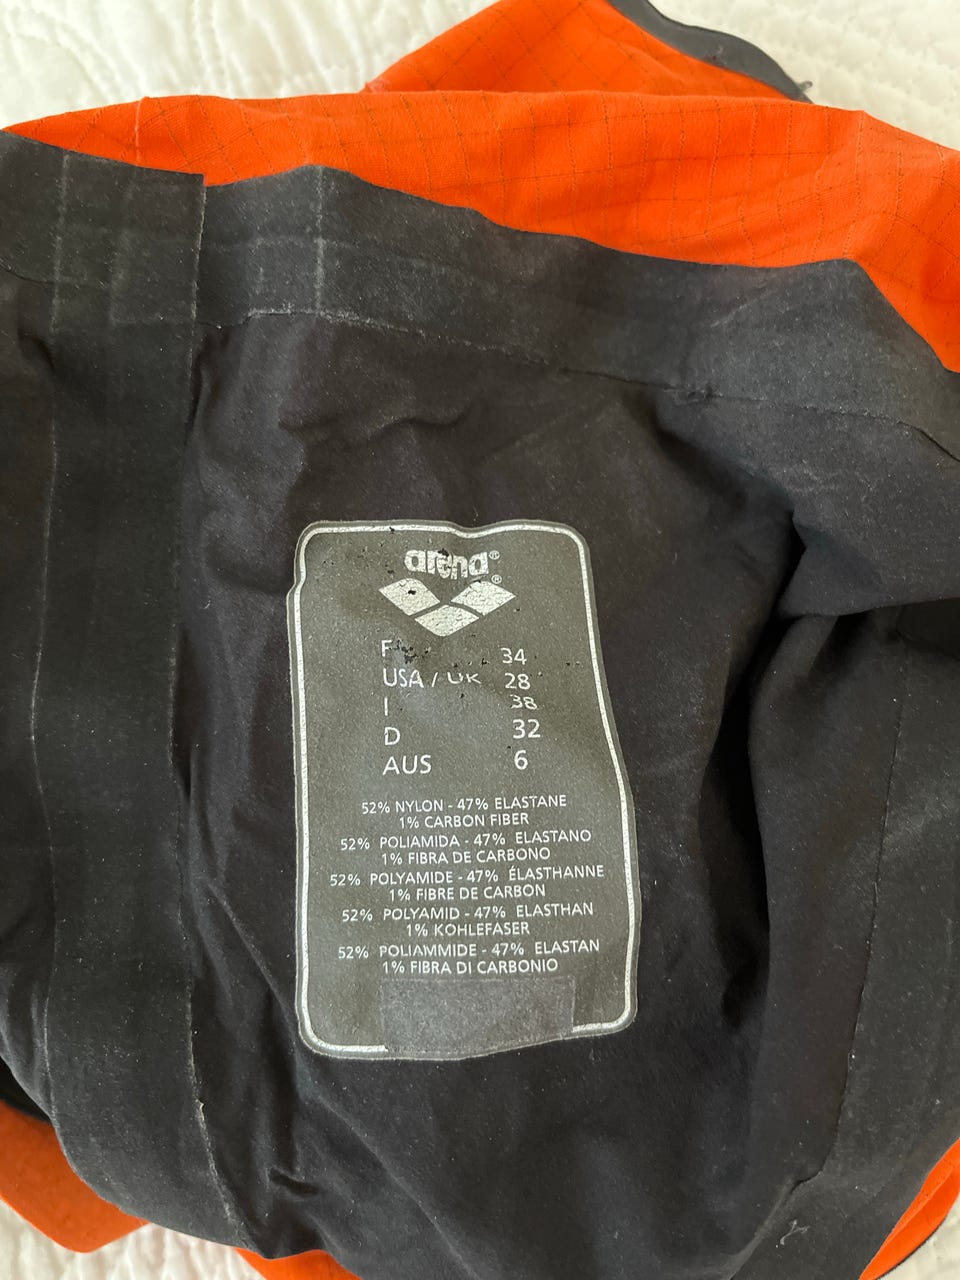 arena®
®
34
USA / UK 28
I 38
D 32
AUS 6
52% NYLON - 47% ELASTANE
1% CARBON FIBER
52% POLIAMIDA - 47% ELASTANO
1% FIBRA DE CARBONO
52% POLYAMIDE - 47% ÉLASTHANNE
1% FIBRE DE CARBON
52% POLYAMID - 47% ELASTHAN
1% KOHLEFASER
52% POLIAMMIDE - 47% ELASTAN
1% FIBRA DI CARBONIO